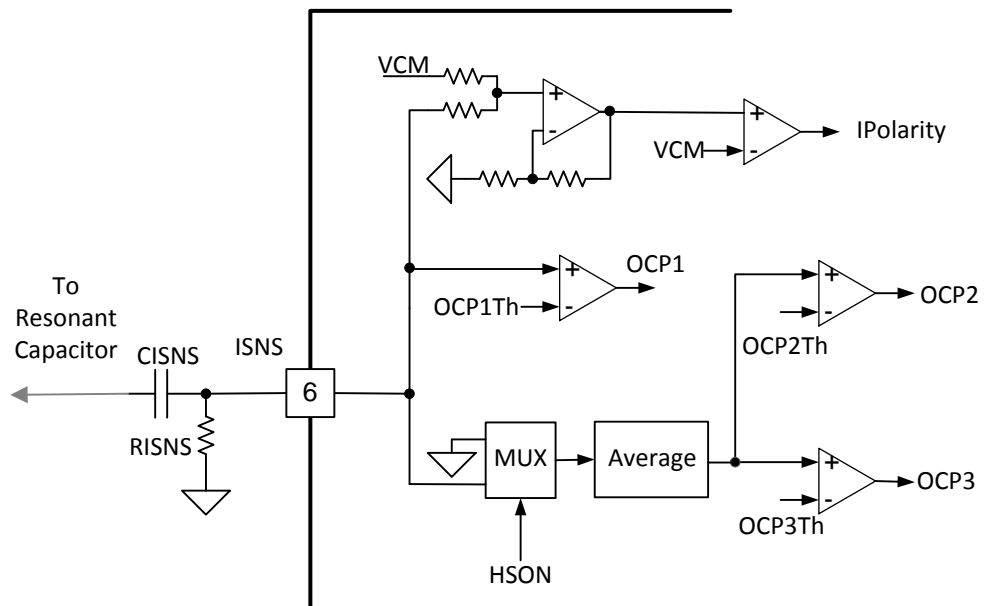 VCM
+
-
+
VCM
-
IPolarity
+
OCP1
OCP1Th
-
+
OCP2
-
OCP2Th
To
Resonant
Capacitor
CISNS
ISNS
6
RISNS
MUX
Average
+
OCP3
-
OCP3Th
HSON